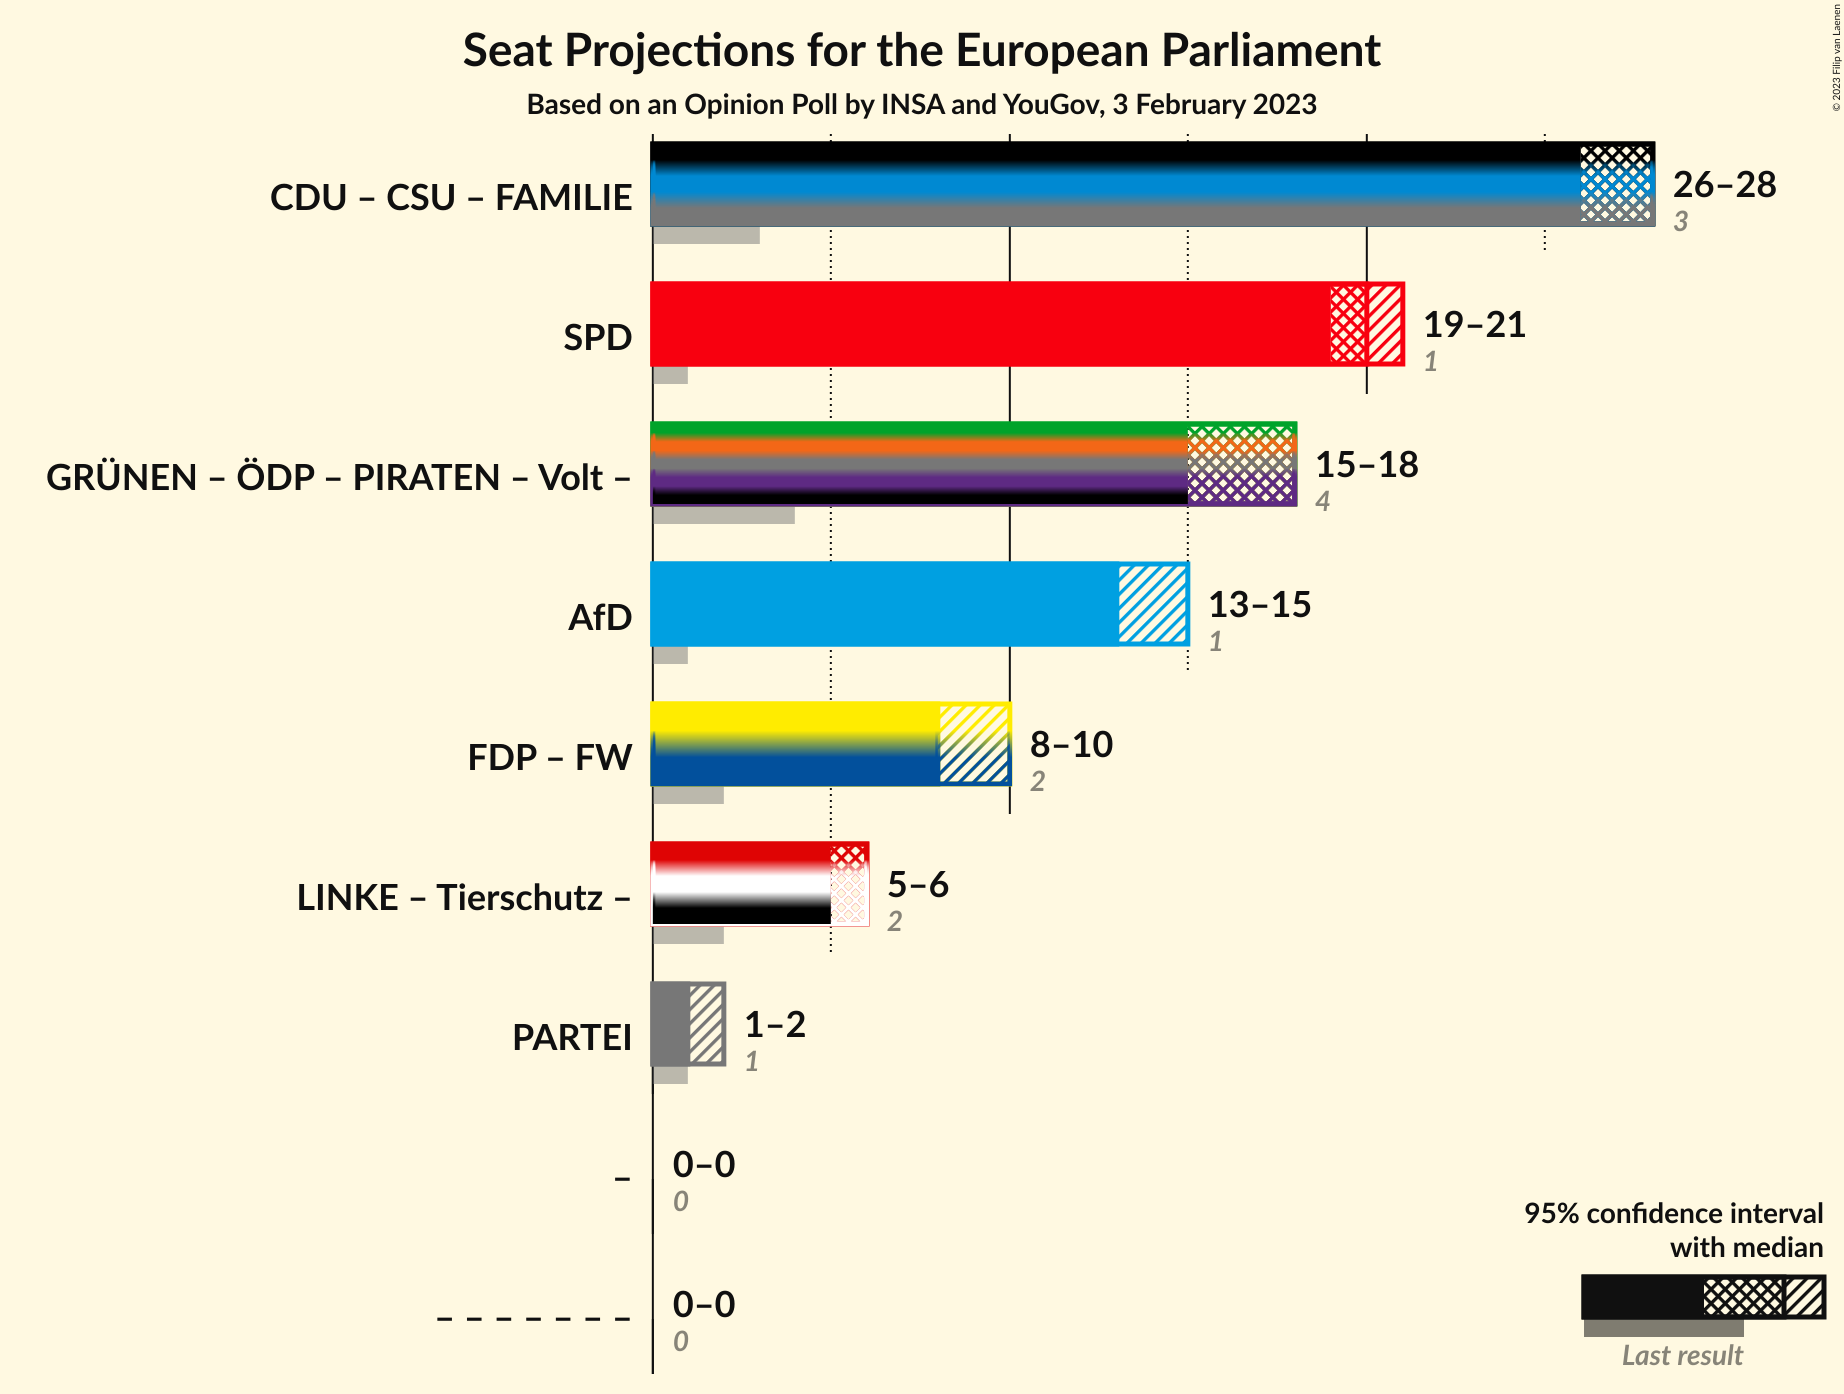 Seat Projections for the European Parliament
Based on an Opinion Poll by INSA and YouGov, 3 February 2023
© 2023 Filip van Laenen
CDU – CSU – FAMILIE
26–28
3
SPD
19–21
1
GRÜNEN – ÖDP – PIRATEN – Volt –
15–18
4
AfD
13–15
1
FDP – FW
8–10
2
LINKE – Tierschutz –
5–6
2
PARTEI
1–2
1
–
0–0
0
– – – – – – –
0–0
0
95% confidence interval
with median
Last result